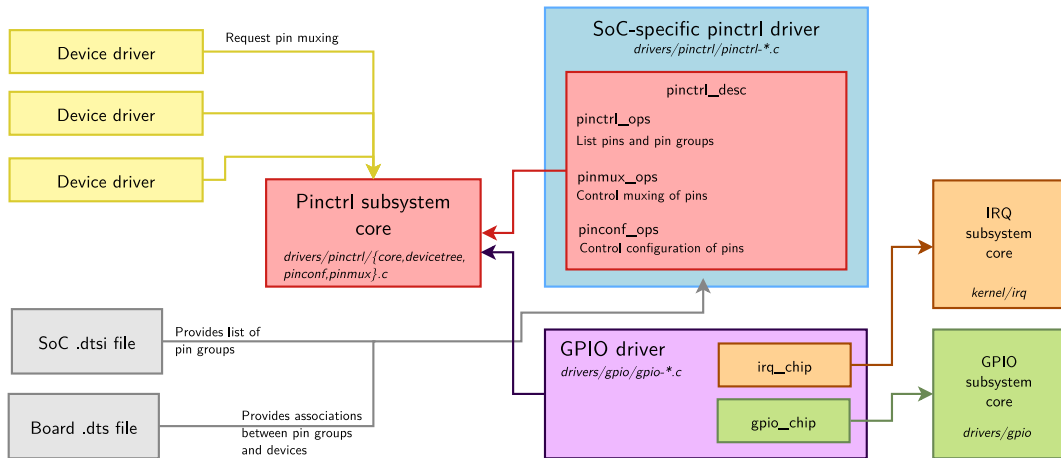 Device driver
Request pin muxing
Device driver
Device driver
SoC-specific pinctrl driver
drivers/pinctrl/pinctrl-*.c
pinctrl_desc
pinctrl_ops
List pins and pin groups
pinmux_ops
Control muxing of pins
pinconf_ops
Control configuration of pins
Pinctrl subsystem
core
drivers/pinctrl/{core,devicetree,
pinconf,pinmux}.c
IRQ
subsystem
core
kernel/irq
SoC .dtsi file
Provides list of
pin groups
Board .dts file
Provides associations
between pin groups
and devices
GPIO driver
drivers/gpio/gpio-*.c
irq_chip
gpio_chip
GPIO
subsystem
core
drivers/gpio